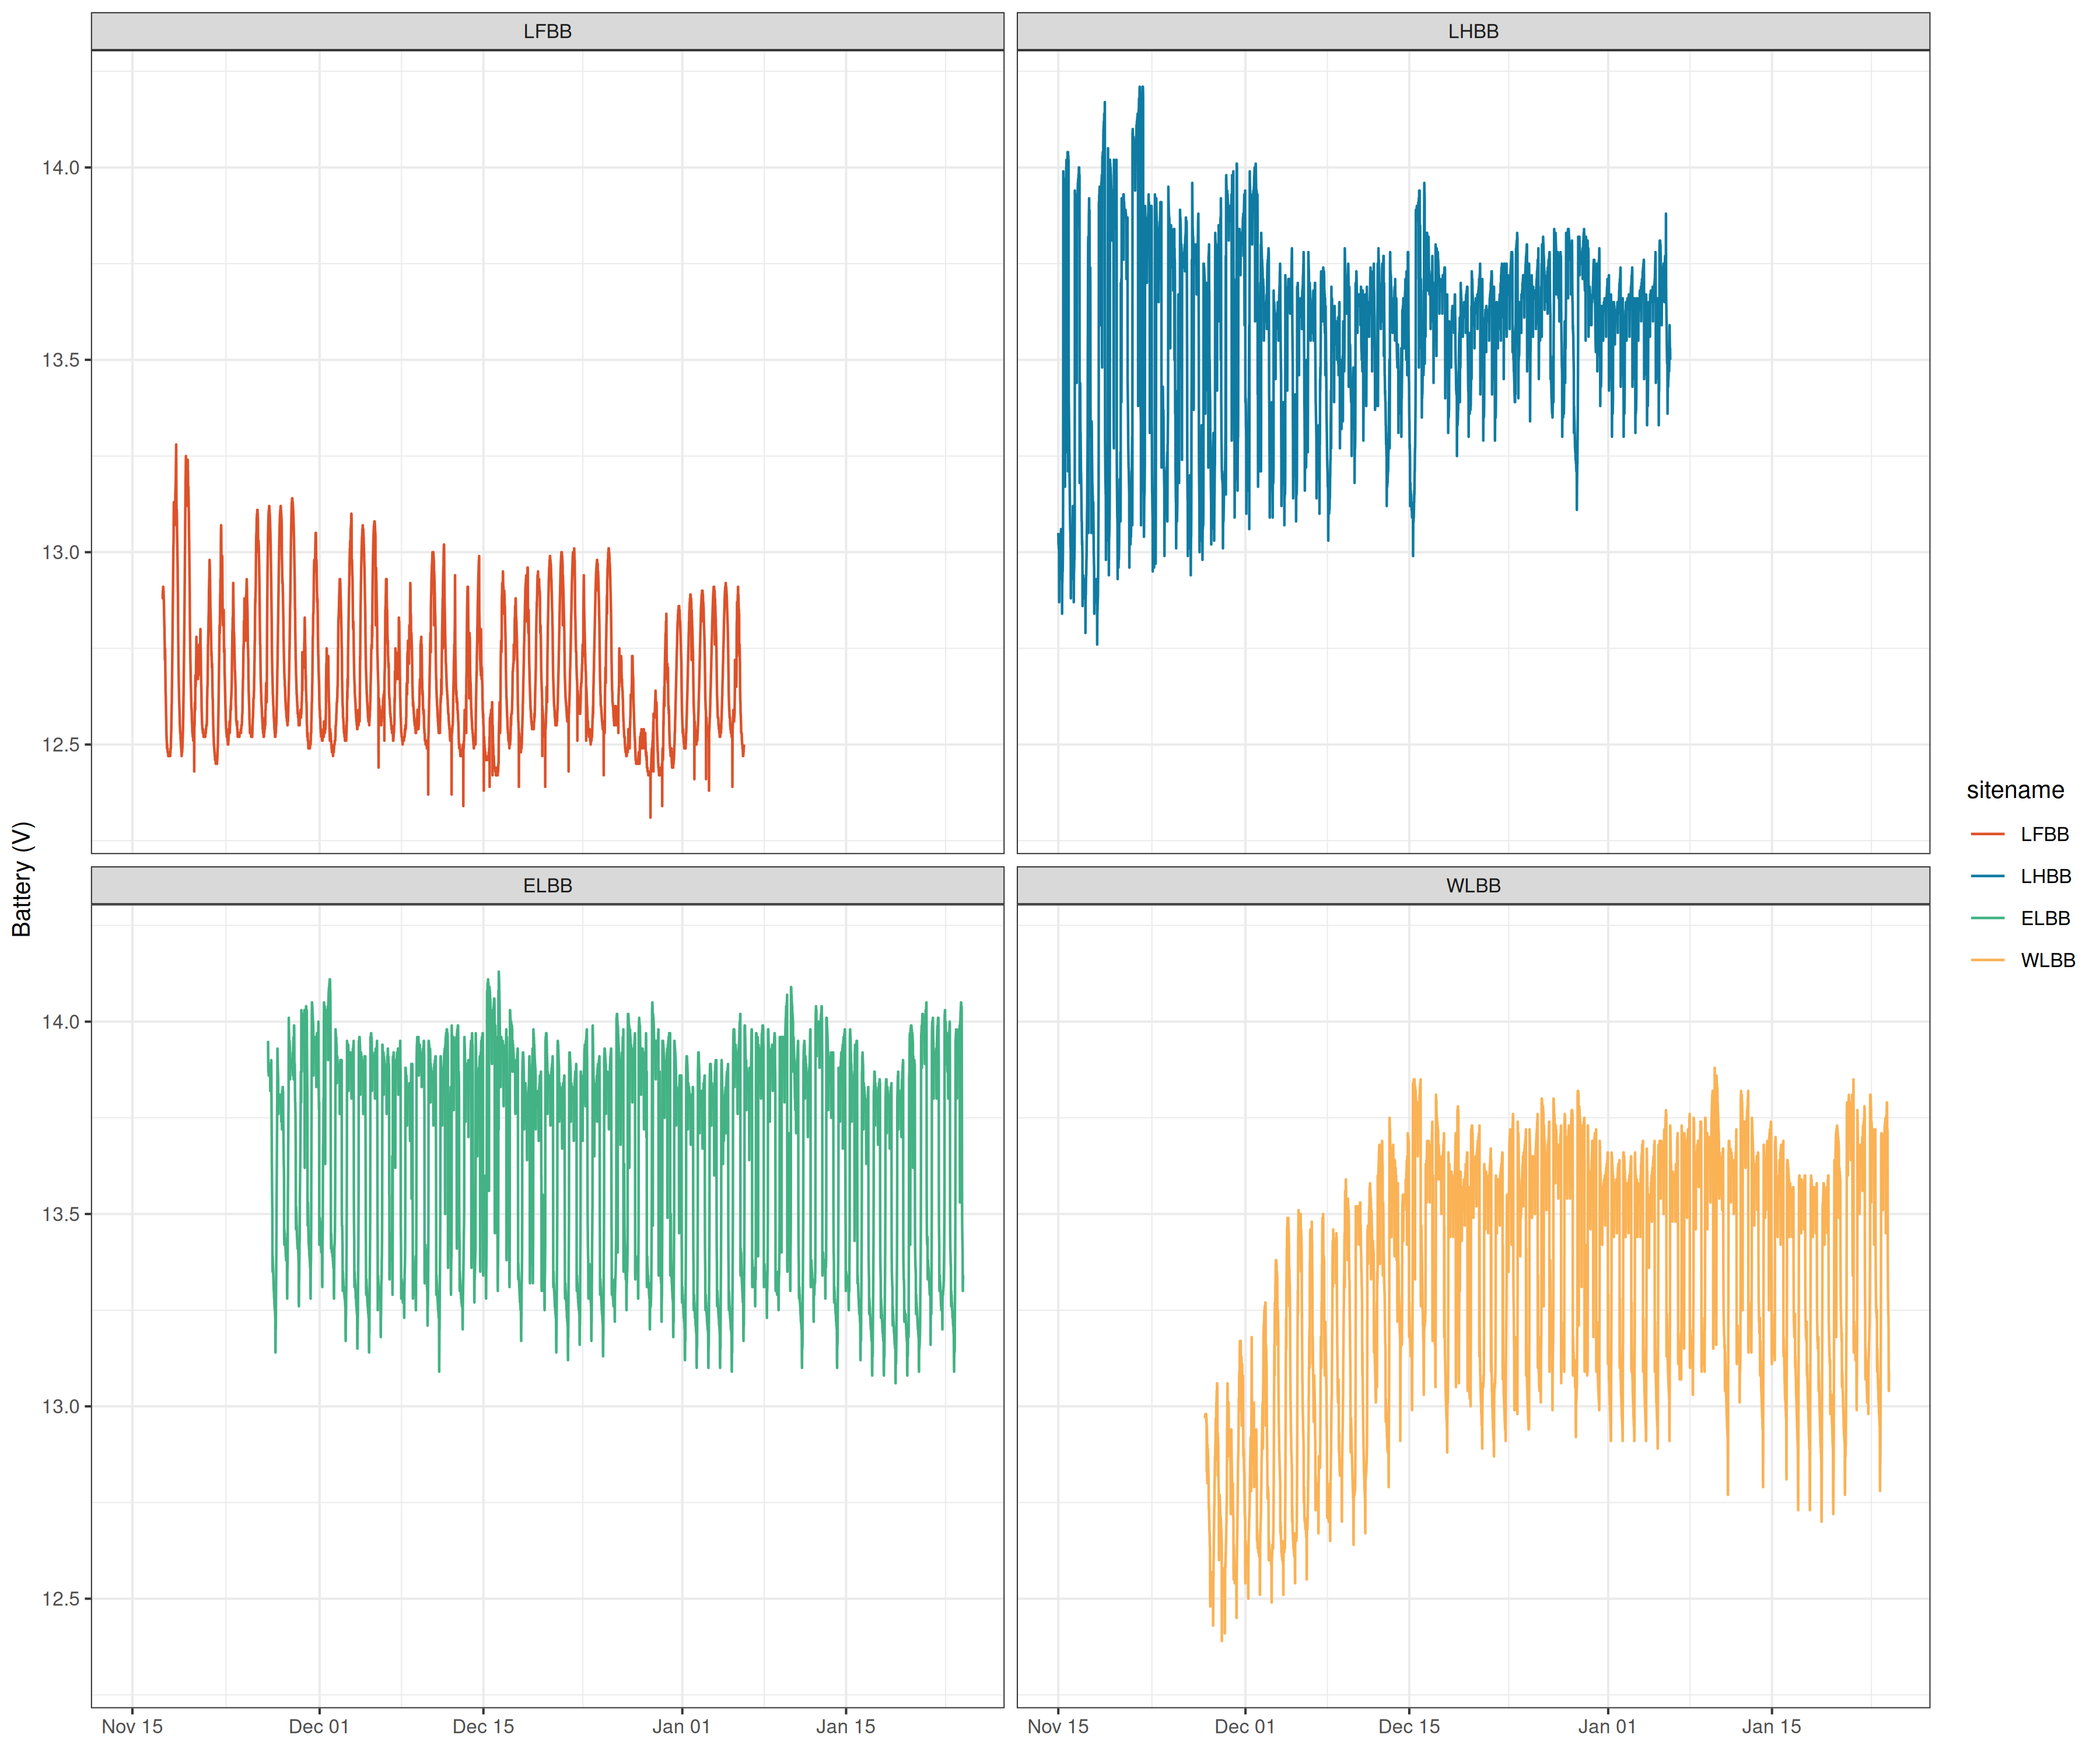 LFBB
LHBB
14.0
13.5
13.0
12.5
Battery (V)
ELBB
WLBB
14.0
13.5
13.0
12.5
Nov 15
Dec 01
Dec 15
Jan 01
Jan 15
Nov 15
Dec 01
Dec 15
Jan 01
Jan 15
sitename
LFBB
LHBB
ELBB
WLBB